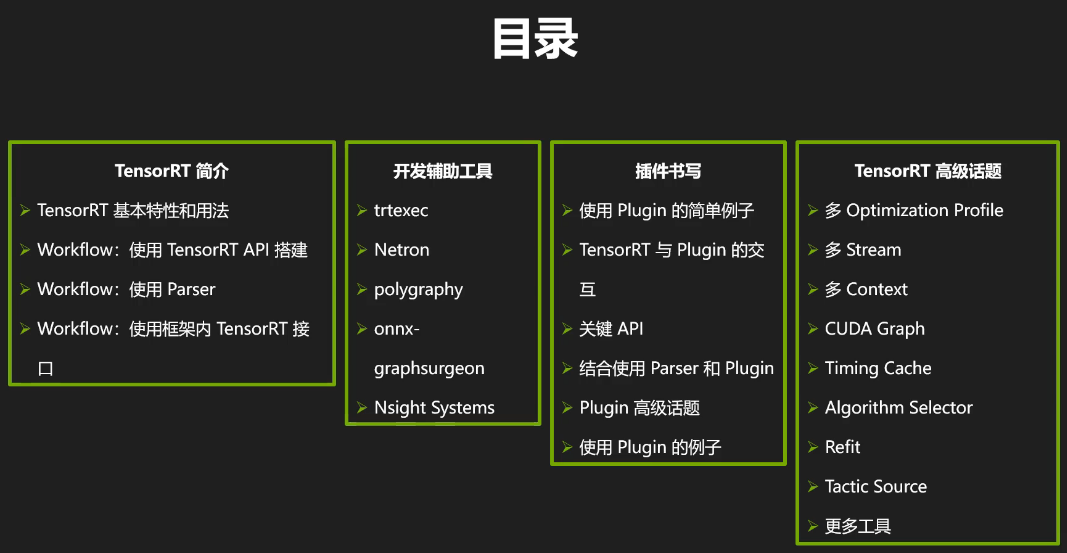 目录
TensorRT 简介
TensorRT 基本特性和用法
Workflow：使用 TensorRT API 搭建
Workflow：使用 Parser
Workflow：使用框架内 TensorRT 接
口
开发辅助工具
trtexec
Netron
polygraphy
onnx-
graphsurgeon
Nsight Systems
插件书写
使用 Plugin 的简单例子
TensorRT 与 Plugin 的交
互
关键 API
结合使用 Parser 和 Plugin
Plugin 高级话题
使用 Plugin 的例子
TensorRT 高级话题
多 Optimization Profile
多 Stream
多 Context
CUDA Graph
Timing Cache
Algorithm Selector
Refit
Tactic Source
更多工具